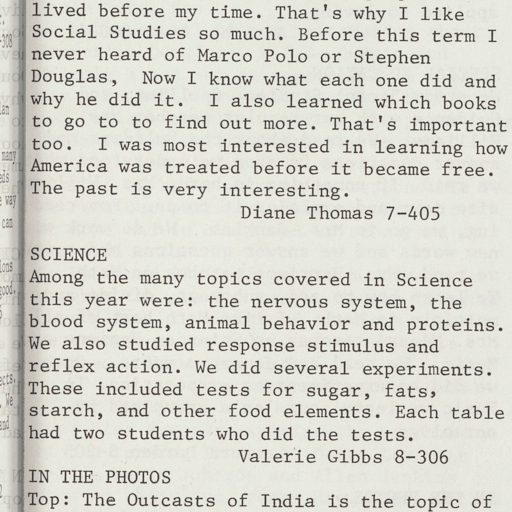 lived before my time. That's why I like
Social Studies so much. Before this term I
never heard of Marco Polo or Stephen
Douglas,  Now I know what each one did and
why he did it.  I also learned which books
to go to to find out more. That's important
too.  I was most interested in learning how
America was treated before it became free.
The past is very interesting.
Diane Thomas 7-405
SCIENCE
Among the many topics covered in Science
this year were: the nervous system, the
blood system, animal behavior and proteins.
We also studied response stimulus and
reflex action. We did several experiments.
These included tests for sugar, fats,
starch, and other food elements. Each table
had two students who did the tests.
Valerie Gibbs 8-306
IN THE PHOTOS
Top: The Outcasts of India is the topic of